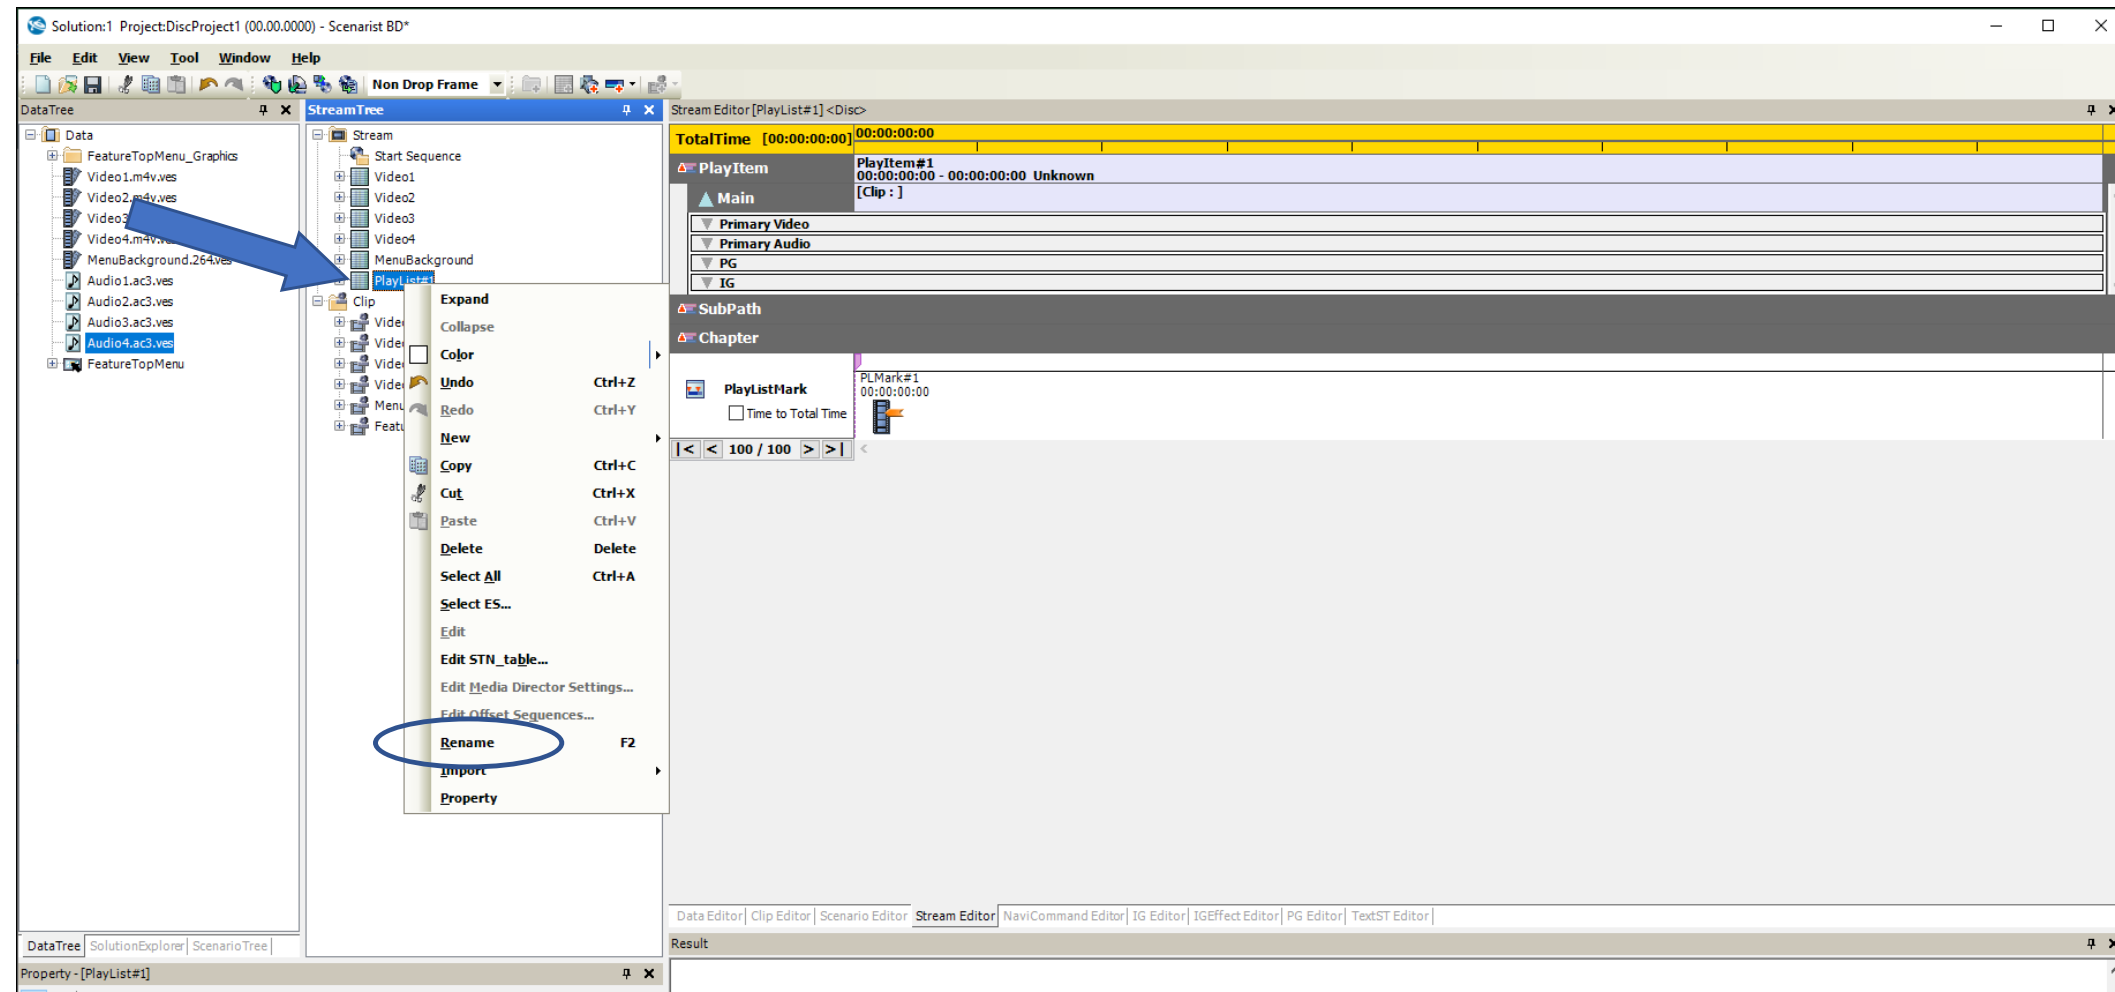 Solution:1 Project:DiscProject1 (00.00.0000) - Scenarist BD*
File Edit View Tool Window Help
Non Drop Frame
DataTree
Data
FeatureTopMenu_Graphics
Video1.m4v.ves
Video2.m4v.ves
Video3
Video4.m4v.ves
MenuBackground.264.ves
Audio1.ac3.ves
Audio2.ac3.ves
Audio3.ac3.ves
Audio4.ac3.ves
FeatureTopMenu
DataTree SolutionExplorer ScenarioTree
StreamTree
Stream
Start Sequence
Video1
Video2
Video3
Video4
MenuBackground
PlayList#1
Clip
Vide
Vide
Vide
Vide
Menu
Featu
Expand
Collapse
Color
Undo Ctrl+Z
Redo Ctrl+Y
New
Copy Ctrl+C
Cut Ctrl+X
Paste Ctrl+V
Delete Delete
Select All Ctrl+A
Select ES...
Edit
Edit STN_table...
Edit Media Director Settings...
Edit Offset Sequences...
Rename F2
Import
Property
Stream Editor [PlayList#1] <Disc>
TotalTime [00:00:00:00] 00:00:00:00
PlayItem
PlayItem#1
00:00:00:00 - 00:00:00:00 Unknown
Main [Clip : ]
Primary Video
Primary Audio
PG
IG
SubPath
Chapter
PlayListMark
Time to Total Time
PLMark#1
00:00:00:00
|< < 100 / 100 > >| <
Data Editor Clip Editor Scenario Editor Stream Editor NaviCommand Editor IG Editor IGEffect Editor PG Editor TextST Editor
Result
Property - [PlayList#1]